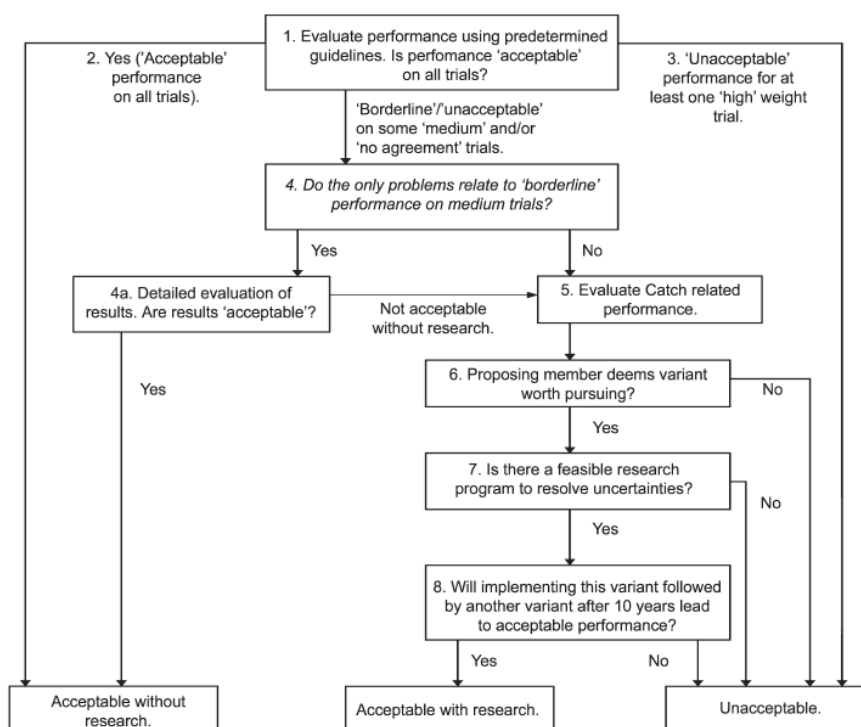 1. Evaluate performance using predetermined
guidelines. Is perfomance ‘acceptable’
on all trials?
2. Yes (’Acceptable’
performance
on all trials).
3. ‘Unacceptable’
performance for at
least one ‘high’ weight
trial.
‘Borderline’/‘unacceptable’
on some ‘medium’ and/or
‘no agreement’ trials.
4. Do the only problems relate to ‘borderline’
performance on medium trials?
Yes
No
4a. Detailed evaluation of
results. Are results ‘acceptable’?
Not acceptable
without research.
5. Evaluate Catch related
performance.
Yes
6. Proposing member deems variant
worth pursuing?
No
Yes
7. Is there a feasible research
program to resolve uncertainties?
No
Yes
8. Will implementing this variant followed
by another variant after 10 years lead
to acceptable performance?
Yes
No
Acceptable without
research.
Acceptable with research.
Unacceptable.